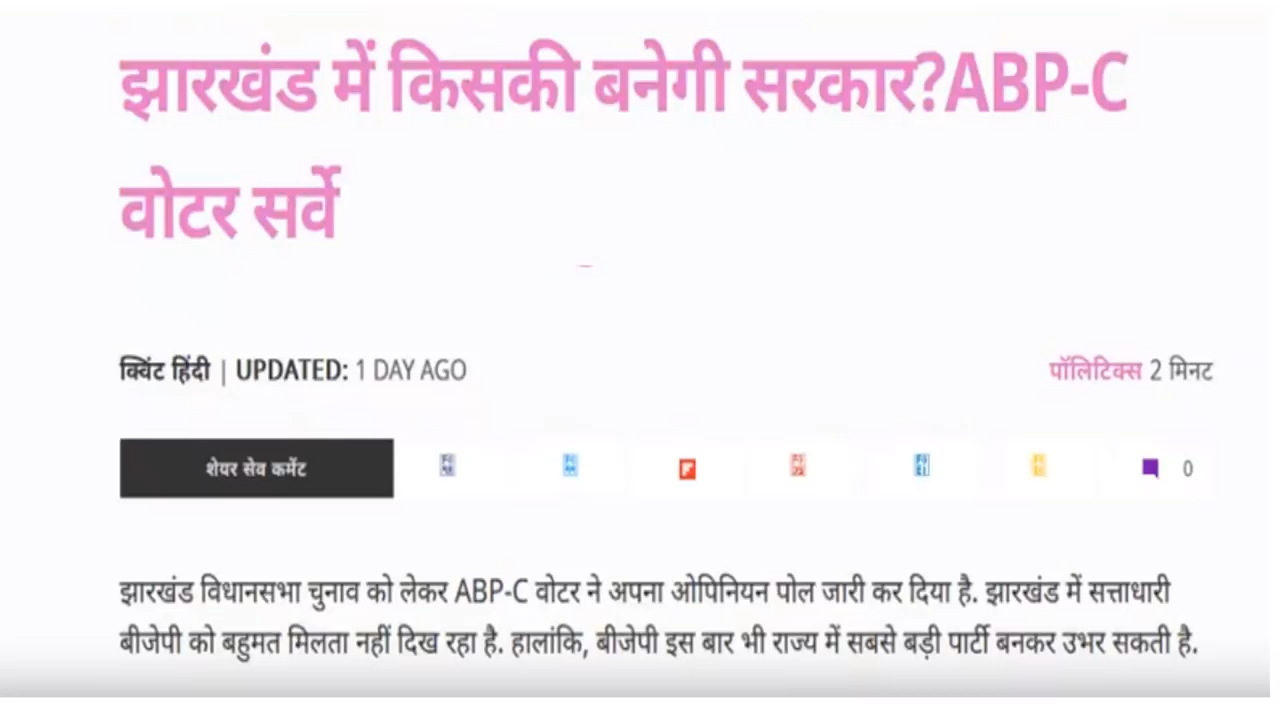 झारखंड में किसकी बनेगी सरकार?ABP-C
वोटर सर्वे
क्विंट हिंदी | UPDATED: 1 DAY AGO
पॉलिटिक्स 2 मिनट
शेयर सेव कमेंट
0
झारखंड विधानसभा चुनाव को लेकर ABP-C वोटर ने अपना ओपिनियन पोल जारी कर दिया है. झारखंड में सत्ताधारी
बीजेपी को बहुमत मिलता नहीं दिख रहा है. हालांकि, बीजेपी इस बार भी राज्य में सबसे बड़ी पार्टी बनकर उभर सकती है.